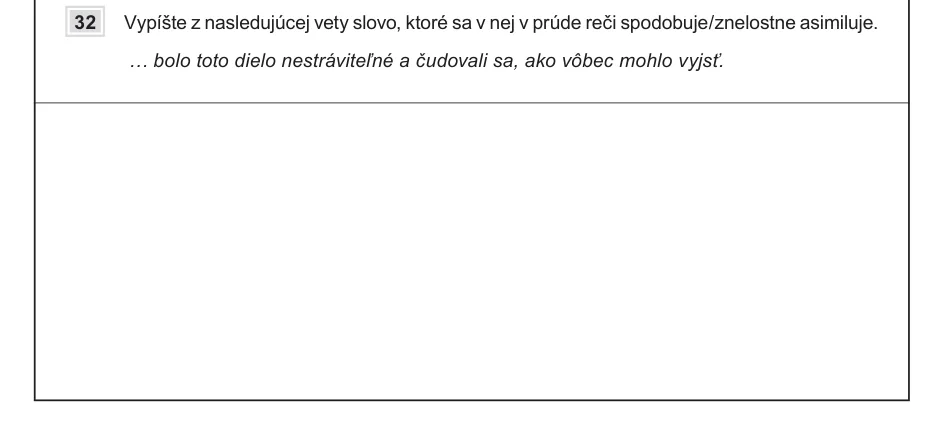 32 Vypíšte z nasledujúcej vety slovo, ktoré sa v nej v prúde reči spodobuje/znelostne asimiluje.
… bolo toto dielo nestráviteľné a čudovali sa, ako vôbec mohlo vyjsť.